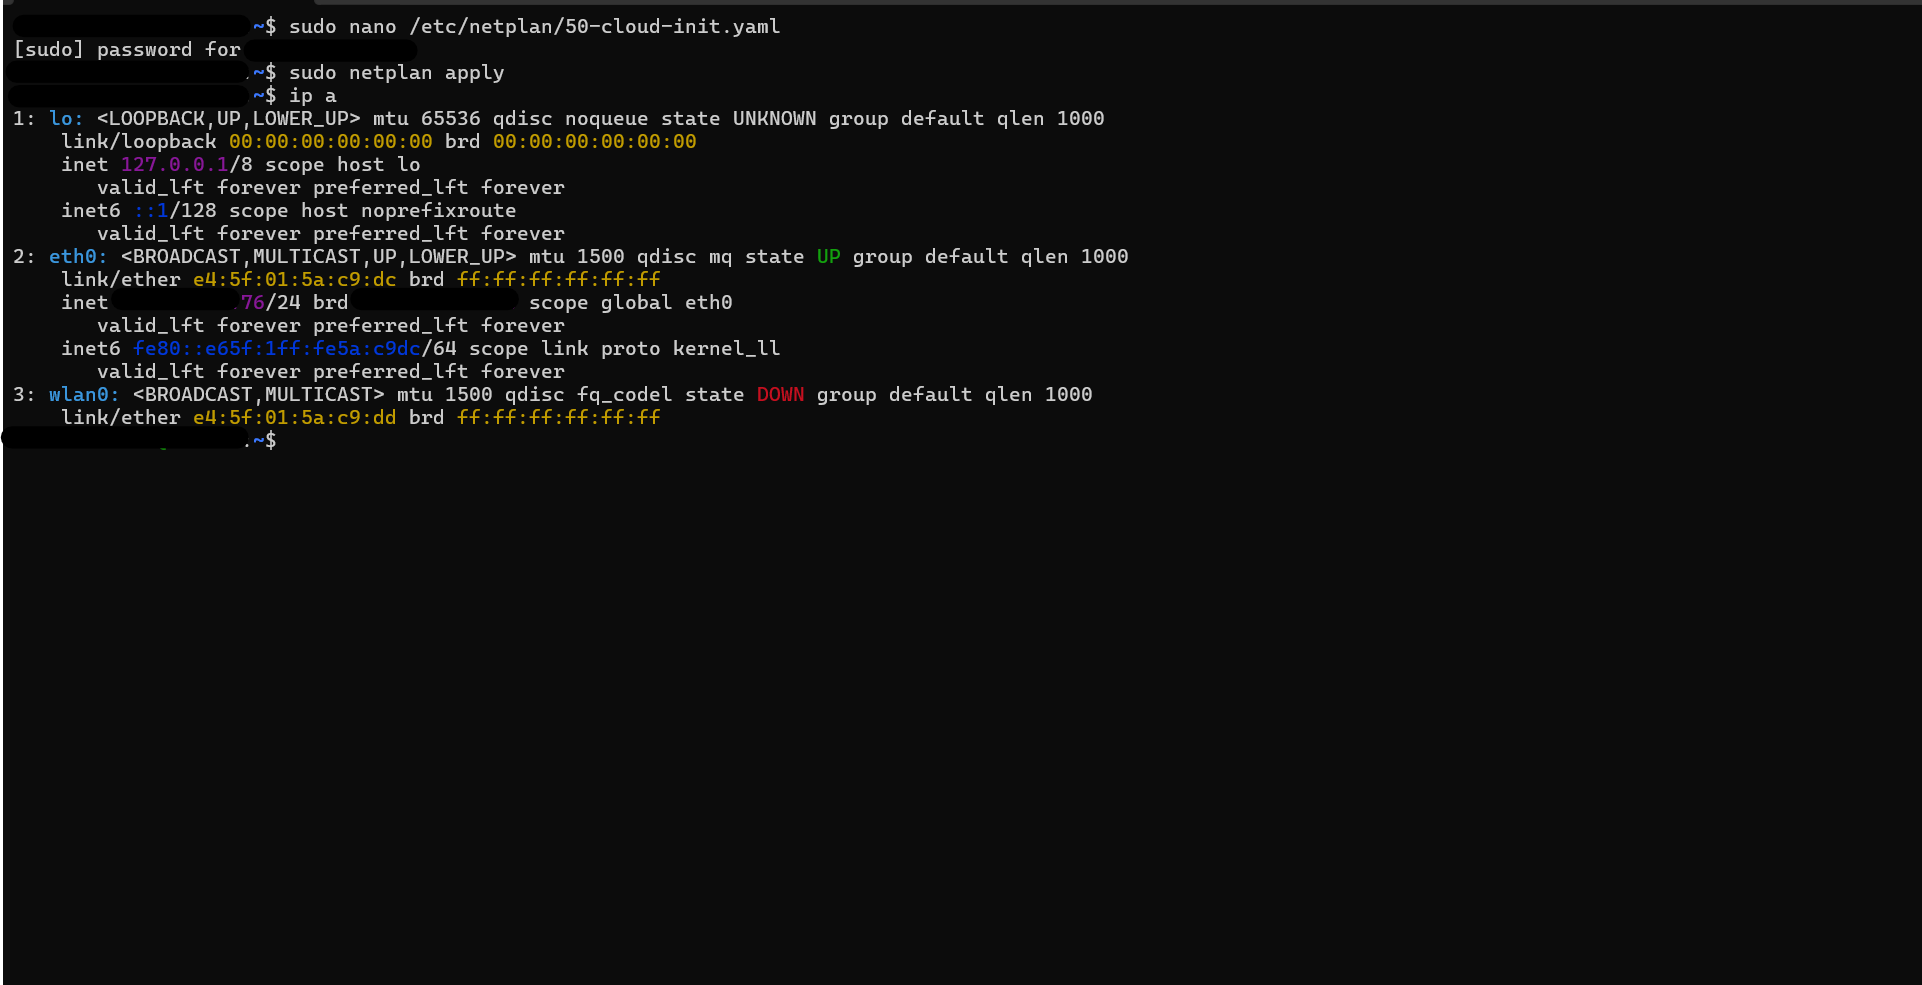 ~$ sudo nano /etc/netplan/50-cloud-init.yaml
[sudo] password for
~$ sudo netplan apply
~$ ip a
1: lo: <LOOPBACK,UP,LOWER_UP> mtu 65536 qdisc noqueue state UNKNOWN group default qlen 1000
link/loopback 00:00:00:00:00:00 brd 00:00:00:00:00:00
inet 127.0.0.1/8 scope host lo
valid_lft forever preferred_lft forever
inet6 ::1/128 scope host noprefixroute
valid_lft forever preferred_lft forever
2: eth0: <BROADCAST,MULTICAST,UP,LOWER_UP> mtu 1500 qdisc mq state UP group default qlen 1000
link/ether e4:5f:01:5a:c9:dc brd ff:ff:ff:ff:ff:ff
inet 76/24 brd scope global eth0
valid_lft forever preferred_lft forever
inet6 fe80::e65f:1ff:fe5a:c9dc/64 scope link proto kernel_ll
valid_lft forever preferred_lft forever
3: wlan0: <BROADCAST,MULTICAST> mtu 1500 qdisc fq_codel state DOWN group default qlen 1000
link/ether e4:5f:01:5a:c9:dd brd ff:ff:ff:ff:ff:ff
~$